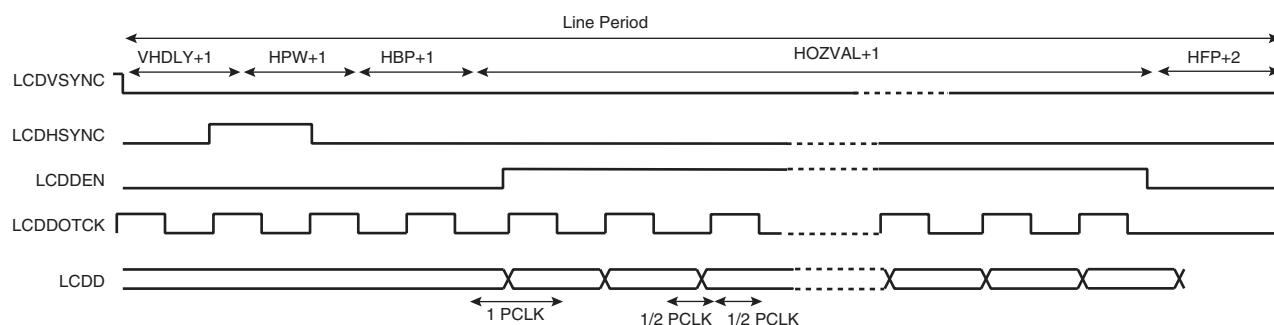 Line Period
VHDLY+1 HPW+1 HBP+1 HOZVAL+1 HFP+2
LCDVSYNC
LCDHSYNC
LCDDEN
LCDDOTCK
LCDD
1 PCLK 1/2 PCLK 1/2 PCLK